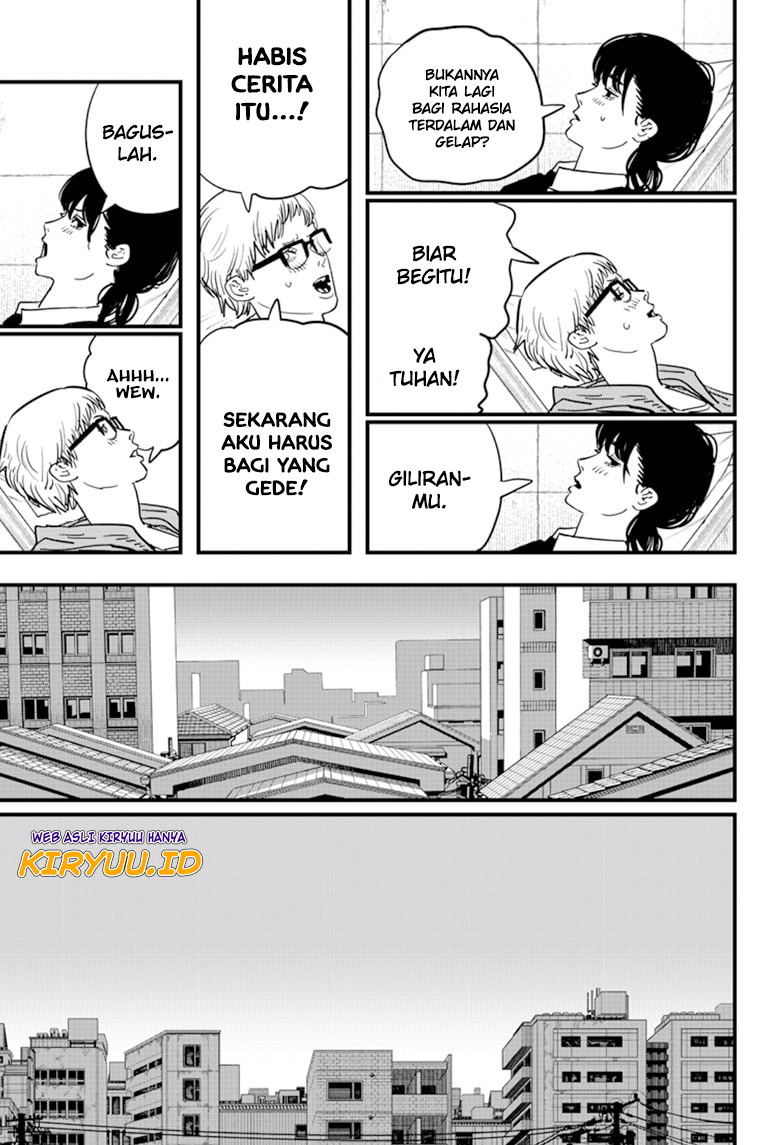 BUKANNYA
KITA LAGI
BAGI RAHASIA
TERDALAM DAN
GELAP?
BIAR
BEGITU!
YA
TUHAN!
GILIRAN-
MU.
HABIS
CERITA
ITU...!
SEKARANG
AKU HARUS
BAGI YANG
GEDE!
BAGUS-
LAH.
AHHH...
WEW.
WEB ASLI KIRYUU HANYA
KIRYUU.ID